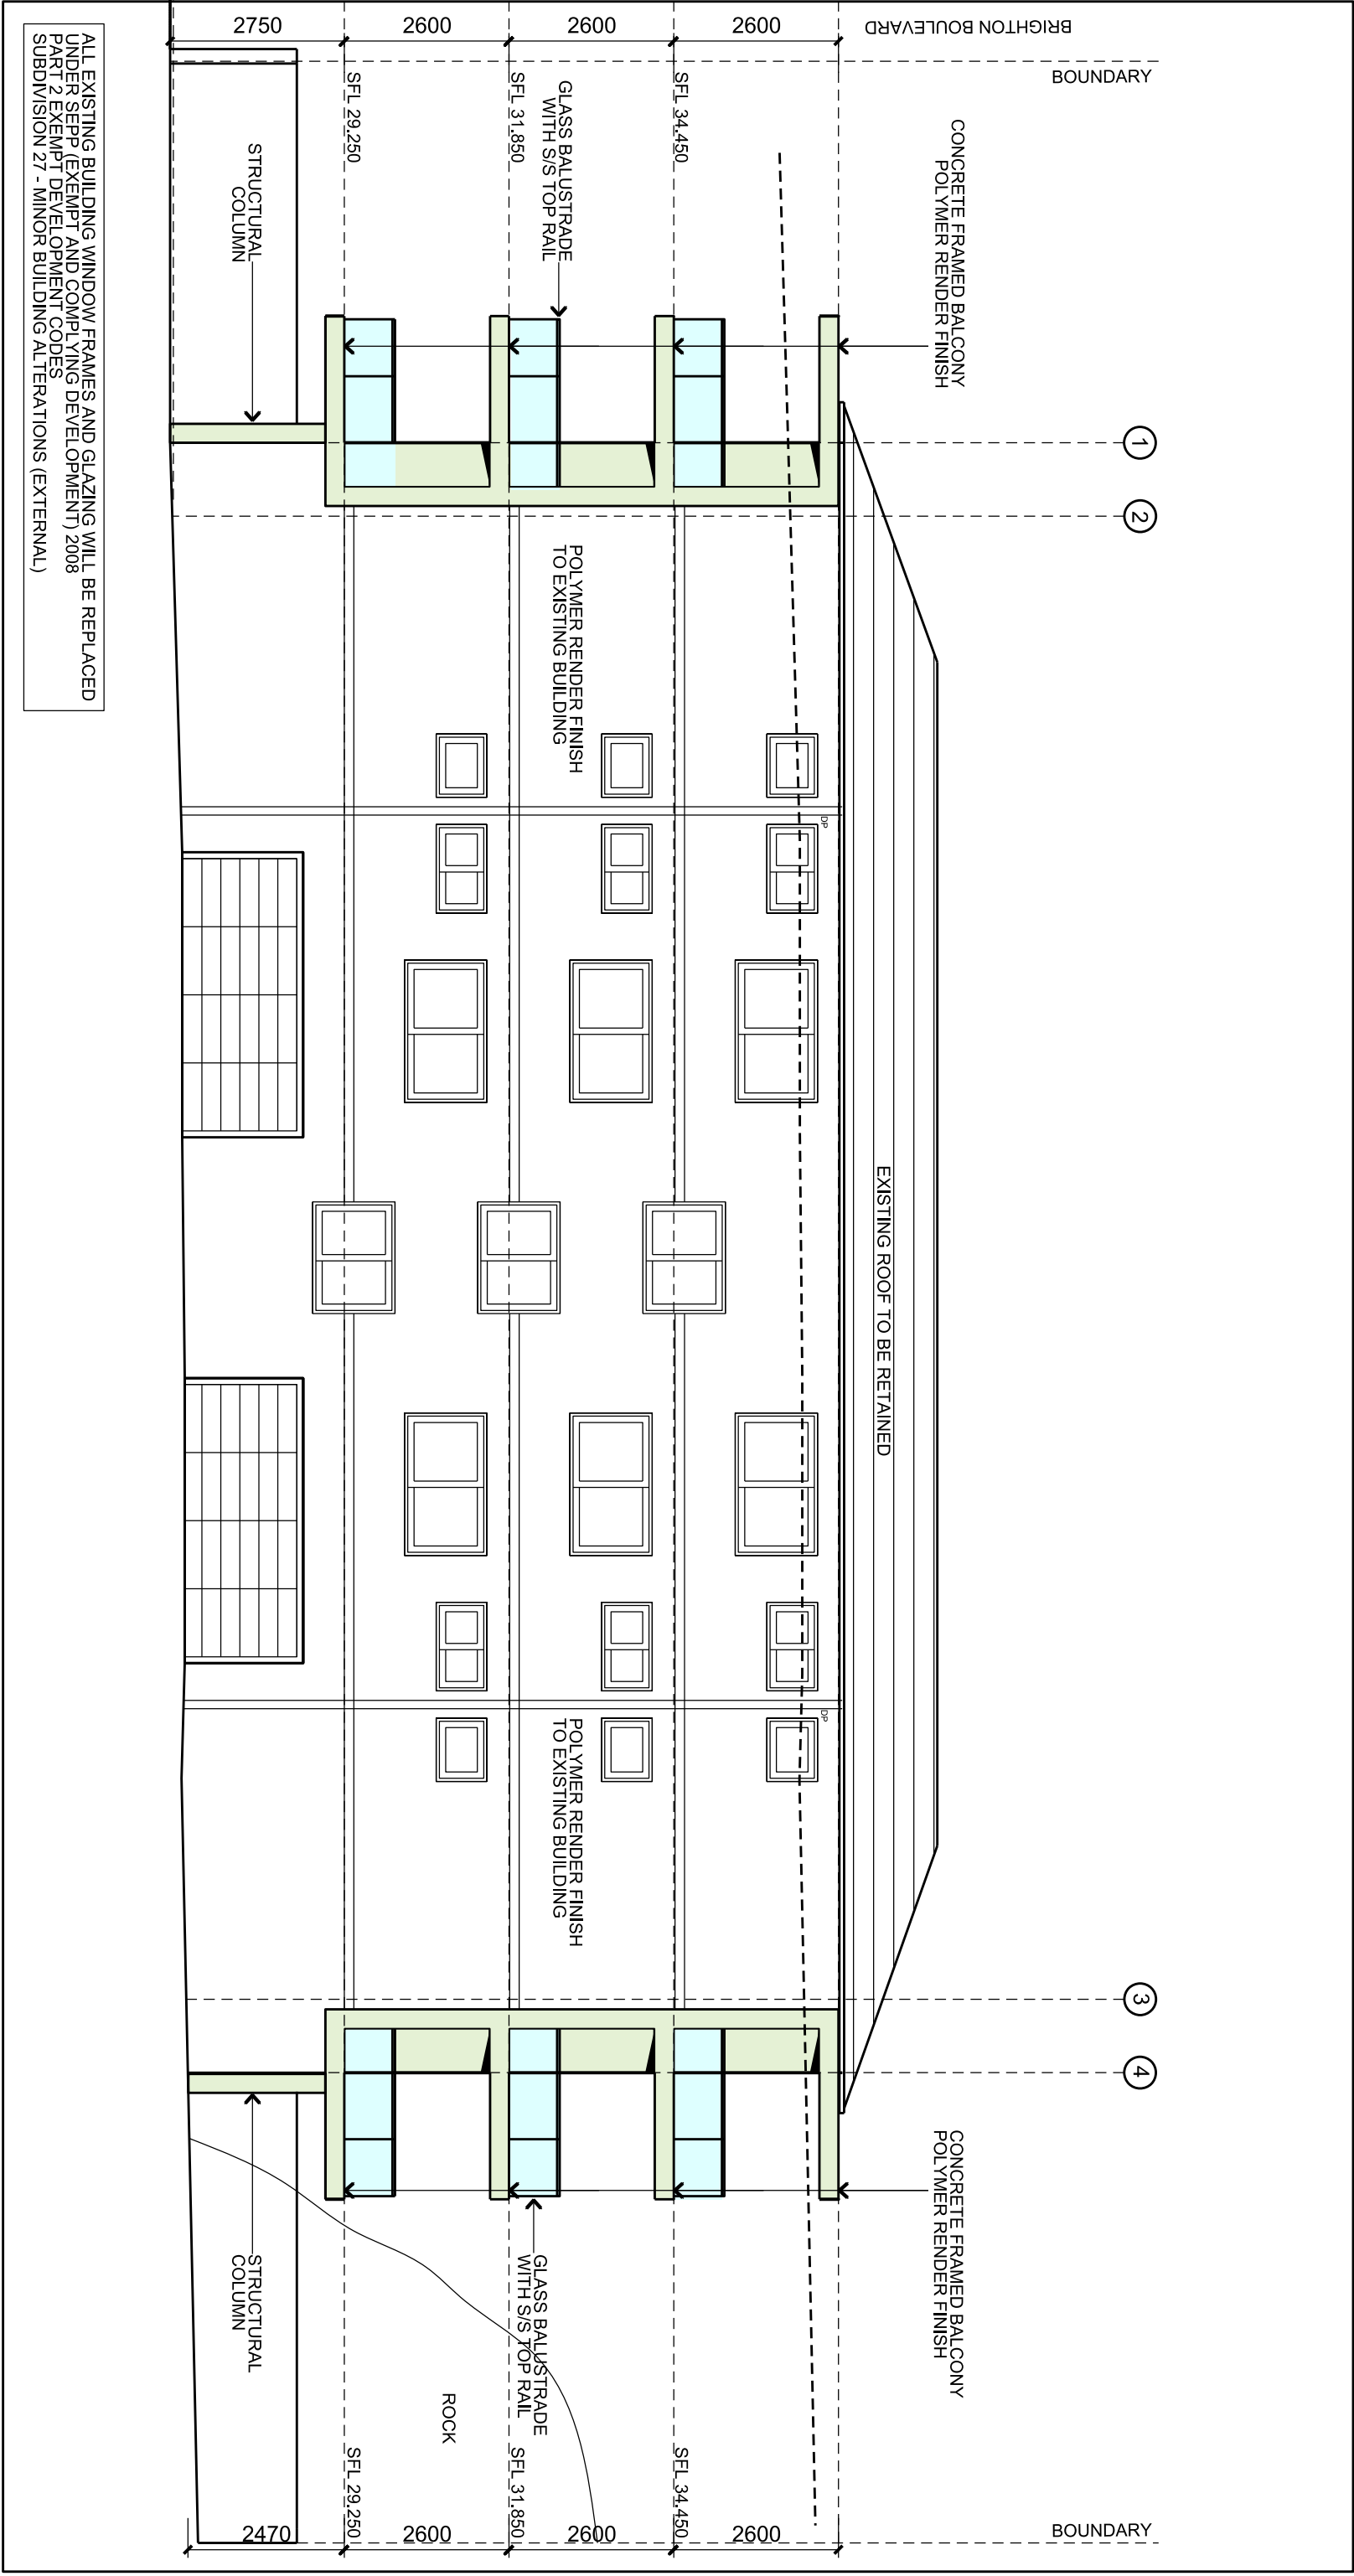 BRIGHTON BOULEVARD
BOUNDARY
CONCRETE FRAMED BALCONY
POLYMER RENDER FINISH
1
2
3
4
CONCRETE FRAMED BALCONY
POLYMER RENDER FINISH
BOUNDARY
EXISTING ROOF TO BE RETAINED
2600
2600
2600
2750
SFL 34.450
SFL 31.850
SFL 29.250
GLASS BALUSTRADE
WITH S/S TOP RAIL
STRUCTURAL
COLUMN
DP
POLYMER RENDER FINISH
TO EXISTING BUILDING
DP
POLYMER RENDER FINISH
TO EXISTING BUILDING
GLASS BALUSTRADE
WITH S/S TOP RAIL
ROCK
STRUCTURAL
COLUMN
SFL 34.450
SFL 31.850
SFL 29.250
2600
2600
2600
2470
ALL EXISTING BUILDING WINDOW FRAMES AND GLAZING WILL BE REPLACED
UNDER SEPP (EXEMPT AND COMPLYING DEVELOPMENT) 2008
PART 2 EXEMPT DEVELOPMENT CODES
SUBDIVISION 27 - MINOR BUILDING ALTERATIONS (EXTERNAL)